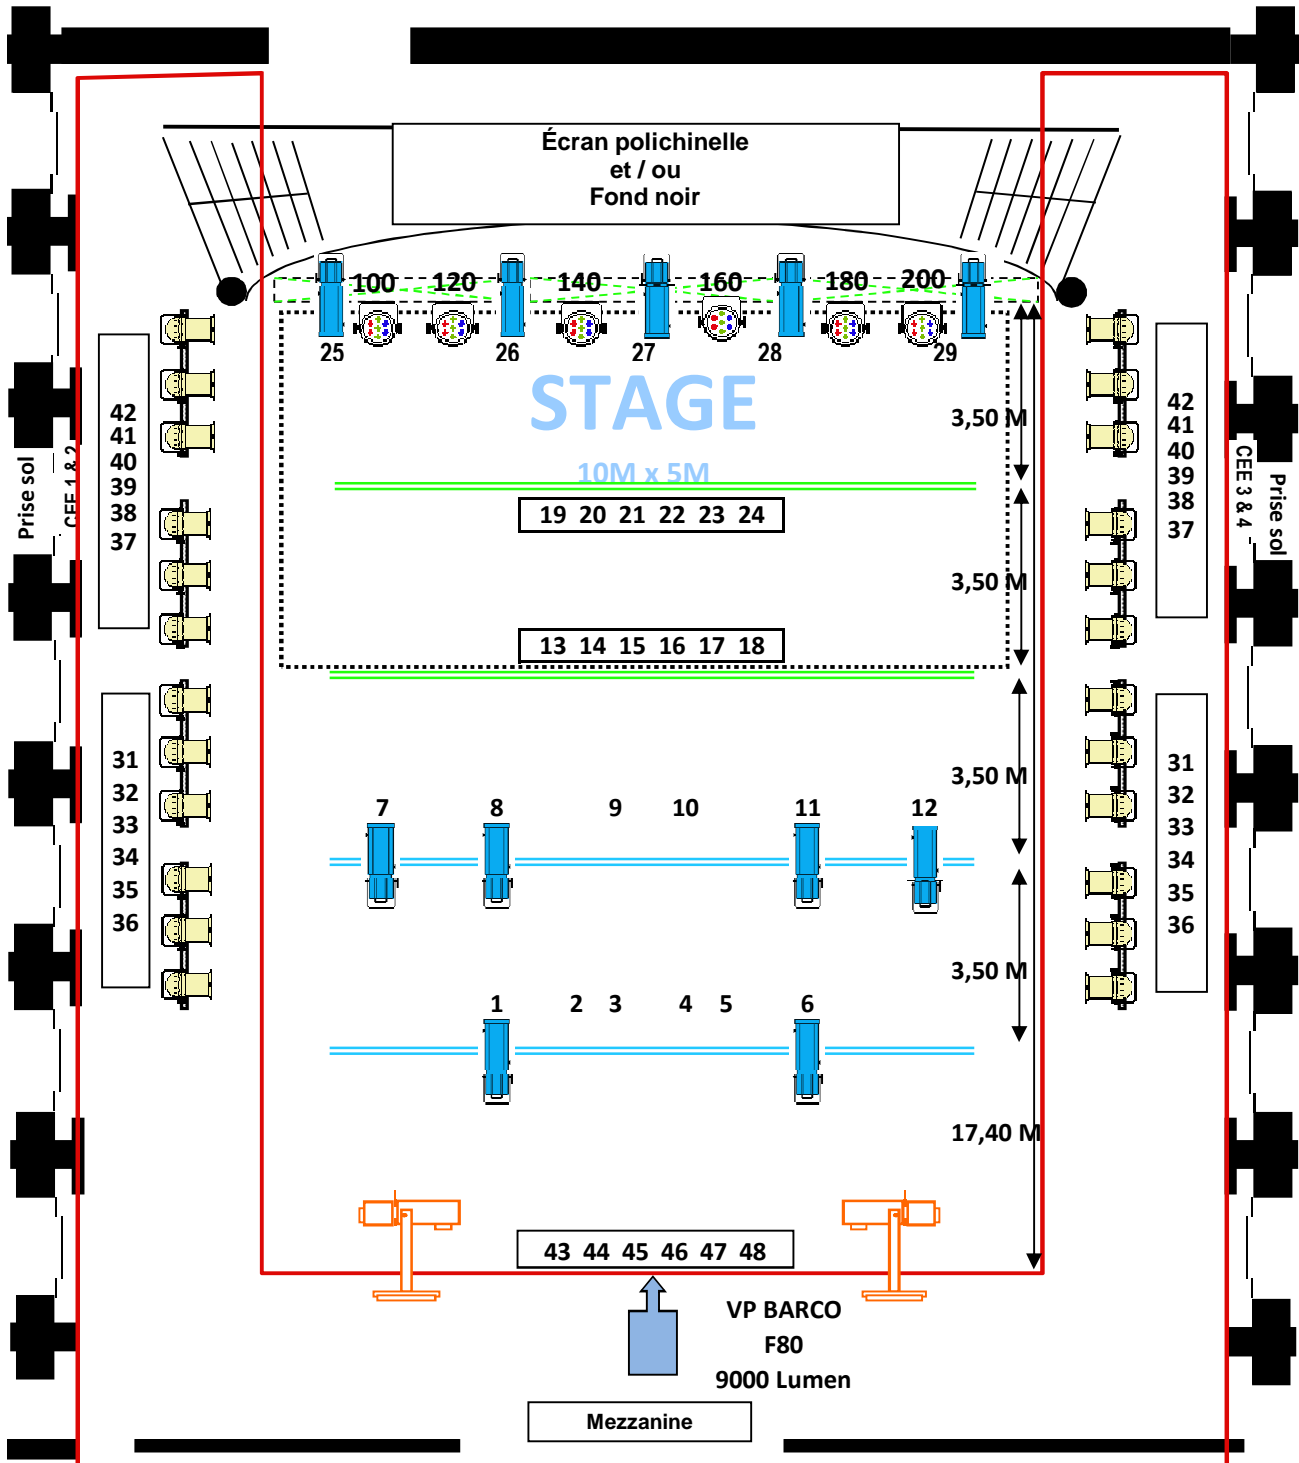 Écran polichinelle
et / ou
Fond noir
100 120 140 160 180 200
25 26 27 28 29
STAGE
10M x 5M
3,50 M
19 20 21 22 23 24
3,50 M
13 14 15 16 17 18
3,50 M
7 8 9 10 11 12
3,50 M
1 2 3 4 5 6
17,40 M
43 44 45 46 47 48
VP BARCO
F80
9000 Lumen
Mezzanine
Prise sol
CEE 1 & 2
42
41
40
39
38
37
31
32
33
34
35
36
42
41
40
39
38
37
31
32
33
34
35
36
CEE 3 & 4
Prise sol